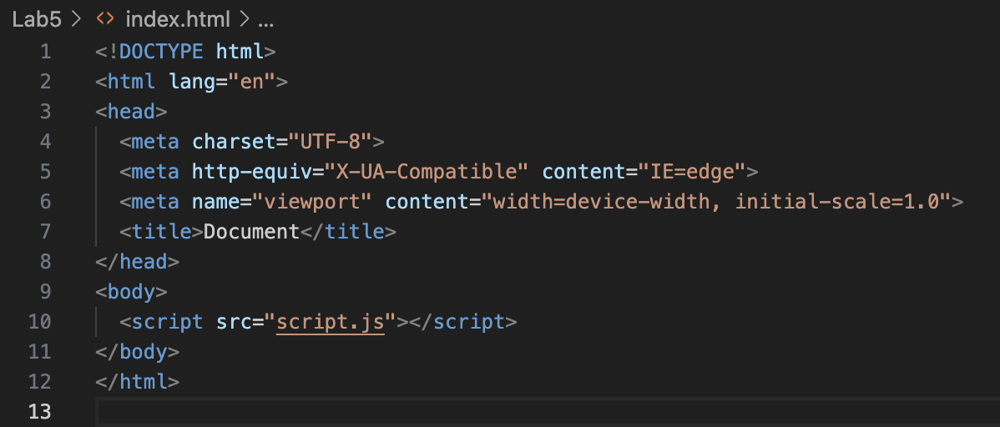 Lab5 > <> index.html > ...
1 <!DOCTYPE html>
2 <html lang="en">
3 <head>
4   <meta charset="UTF-8">
5   <meta http-equiv="X-UA-Compatible" content="IE=edge">
6   <meta name="viewport" content="width=device-width, initial-scale=1.0">
7   <title>Document</title>
8 </head>
9 <body>
10   <script src="script.js"></script>
11 </body>
12 </html>
13